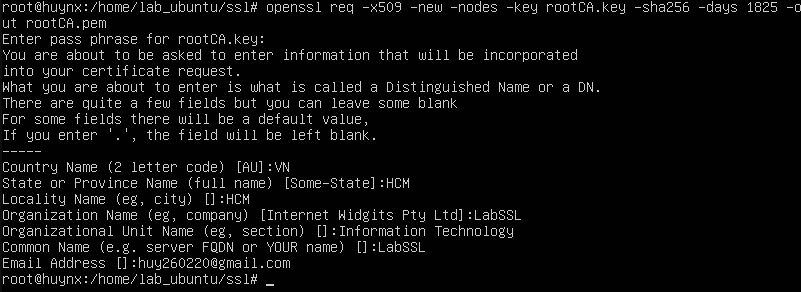 root@huynx:/home/lab_ubuntu/ssl# openssl req -x509 -new -nodes -key rootCA.key -sha256 -days 1825 -o
ut rootCA.pem
Enter pass phrase for rootCA.key:
You are about to be asked to enter information that will be incorporated
into your certificate request.
What you are about to enter is what is called a Distinguished Name or a DN.
There are quite a few fields but you can leave some blank
For some fields there will be a default value,
If you enter '.', the field will be left blank.
-----
Country Name (2 letter code) [AU]:VN
State or Province Name (full name) [Some-State]:HCM
Locality Name (eg, city) []:HCM
Organization Name (eg, company) [Internet Widgits Pty Ltd]:LabSSL
Organizational Unit Name (eg, section) []:Information Technology
Common Name (e.g. server FQDN or YOUR name) []:LabSSL
Email Address []:huy260220@gmail.com
root@huynx:/home/lab_ubuntu/ssl# _